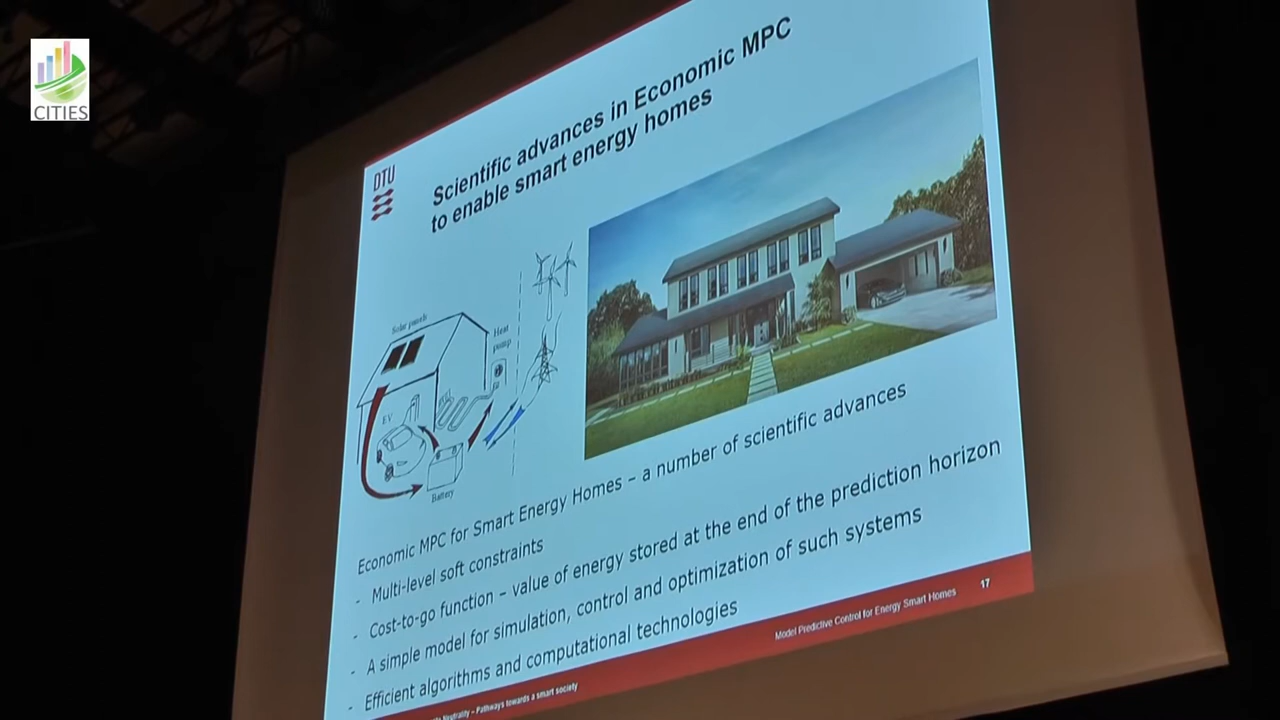 CITIES
DTU
Scientific advances in Economic MPC
to enable smart energy homes
Solar panels
Heat
pump
EV
Battery
Economic MPC for Smart Energy Homes – a number of scientific advances
- Multi-level soft constraints
- Cost-to-go function – value of energy stored at the end of the prediction horizon
- A simple model for simulation, control and optimization of such systems
- Efficient algorithms and computational technologies
Neutrality – Pathways towards a smart society
Model Predictive Control for Energy Smart Homes
17